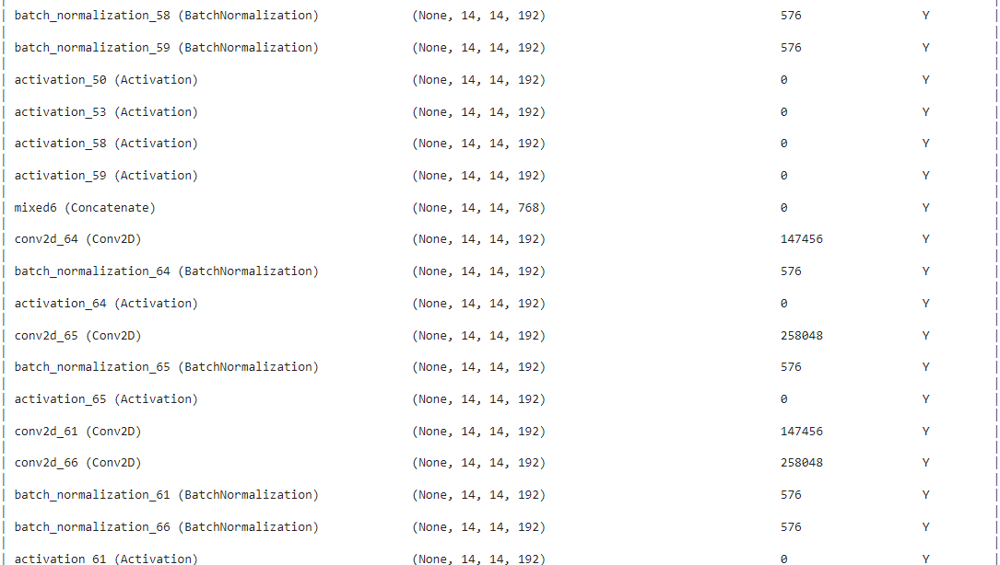 batch_normalization_58 (BatchNormalization) (None, 14, 14, 192) 576 Y
batch_normalization_59 (BatchNormalization) (None, 14, 14, 192) 576 Y
activation_50 (Activation) (None, 14, 14, 192) 0 Y
activation_53 (Activation) (None, 14, 14, 192) 0 Y
activation_58 (Activation) (None, 14, 14, 192) 0 Y
activation_59 (Activation) (None, 14, 14, 192) 0 Y
mixed6 (Concatenate) (None, 14, 14, 768) 0 Y
conv2d_64 (Conv2D) (None, 14, 14, 192) 147456 Y
batch_normalization_64 (BatchNormalization) (None, 14, 14, 192) 576 Y
activation_64 (Activation) (None, 14, 14, 192) 0 Y
conv2d_65 (Conv2D) (None, 14, 14, 192) 258048 Y
batch_normalization_65 (BatchNormalization) (None, 14, 14, 192) 576 Y
activation_65 (Activation) (None, 14, 14, 192) 0 Y
conv2d_61 (Conv2D) (None, 14, 14, 192) 147456 Y
conv2d_66 (Conv2D) (None, 14, 14, 192) 258048 Y
batch_normalization_61 (BatchNormalization) (None, 14, 14, 192) 576 Y
batch_normalization_66 (BatchNormalization) (None, 14, 14, 192) 576 Y
activation_61 (Activation) (None, 14, 14, 192) 0 Y